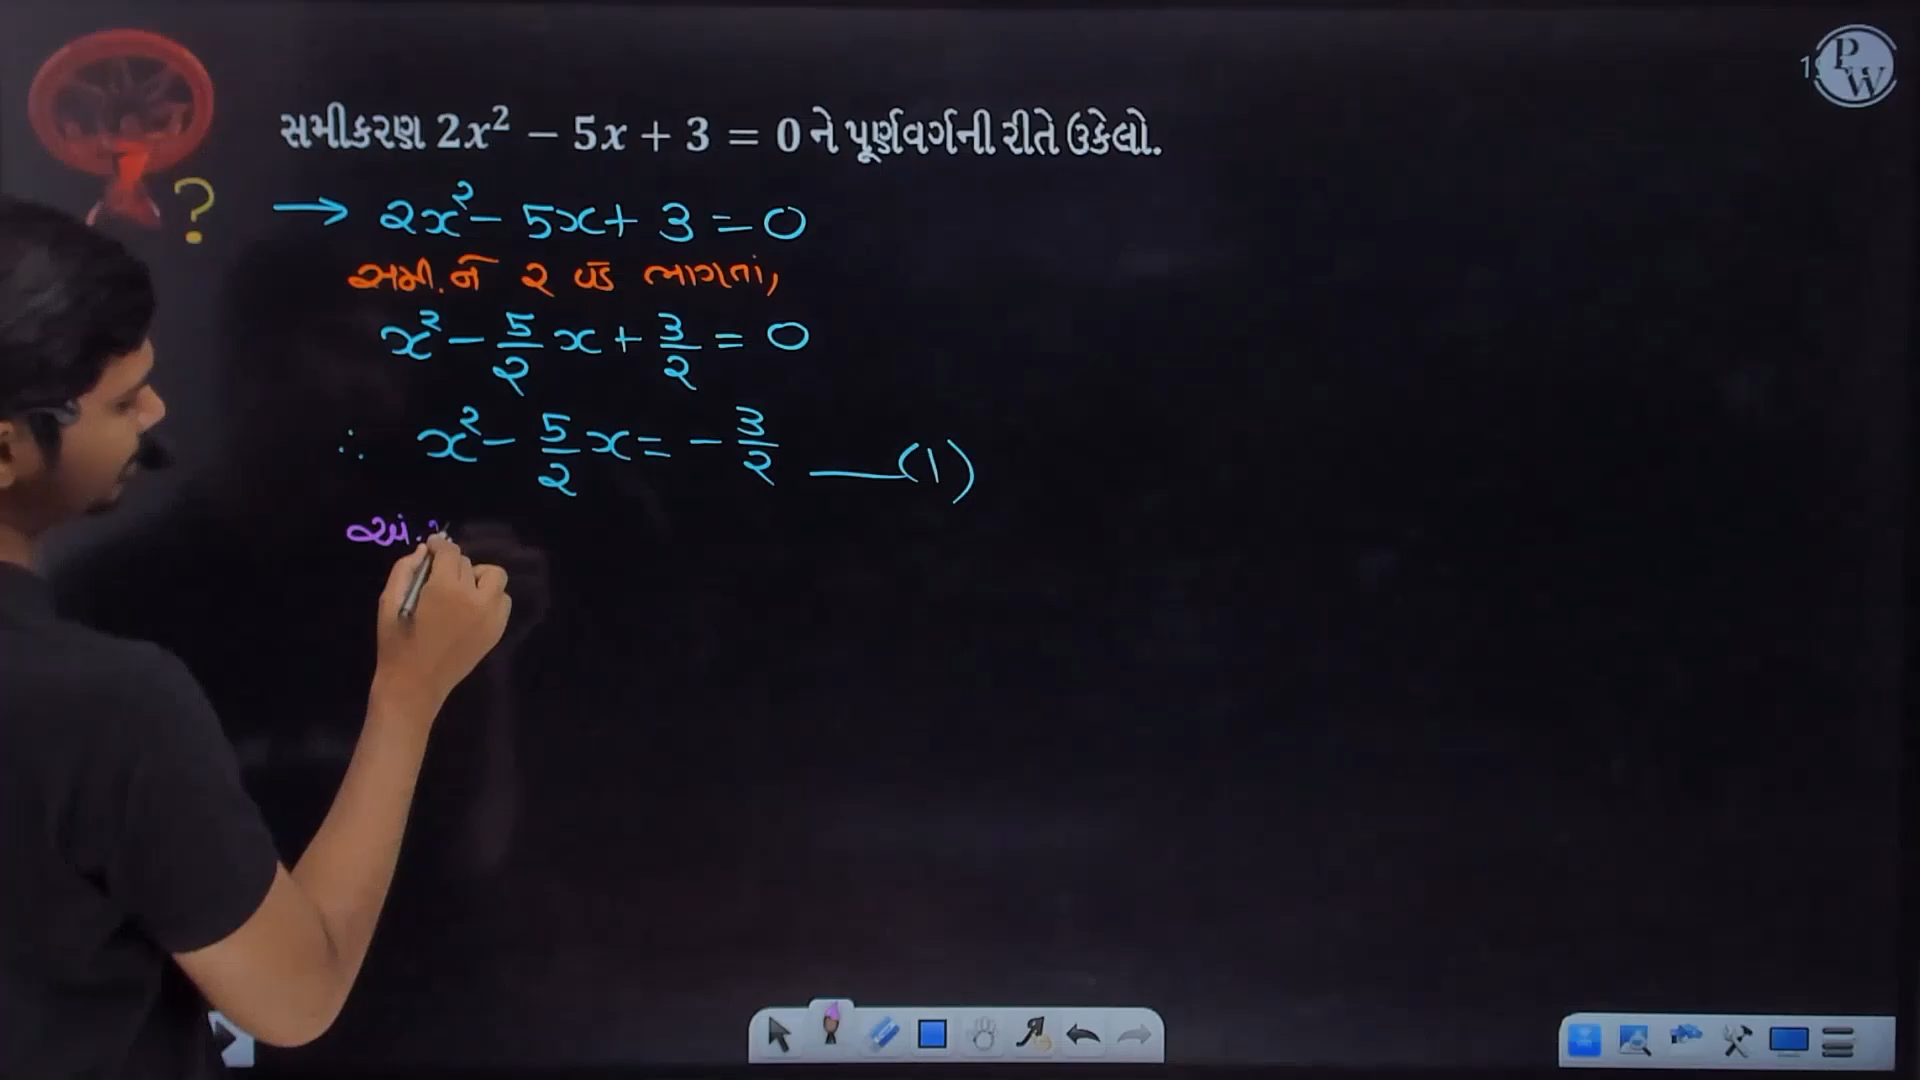 સમીકરણ 2x² − 5x + 3 = 0 ને પૂર્ણવર્ગની રીતે ઉકેલો.
→ 2x² − 5x + 3 = 0
સમી. ને 2 વડે ભાગતાં,
x² − 5/2 x + 3/2 = 0
∴ x² − 5/2 x = − 3/2 —(1)
PW
?